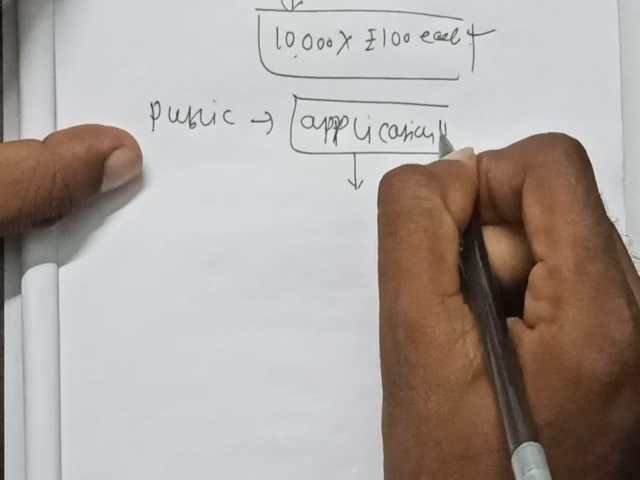 10,000 X ₹100 each
Public → application